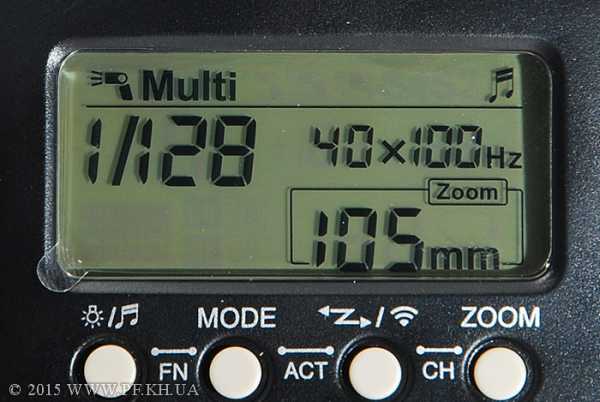 Multi
1/128 40×100Hz
Zoom
105mm
/ MODE / ZOOM
FN ACT CH
© 2015 WWW.PF.KH.UA